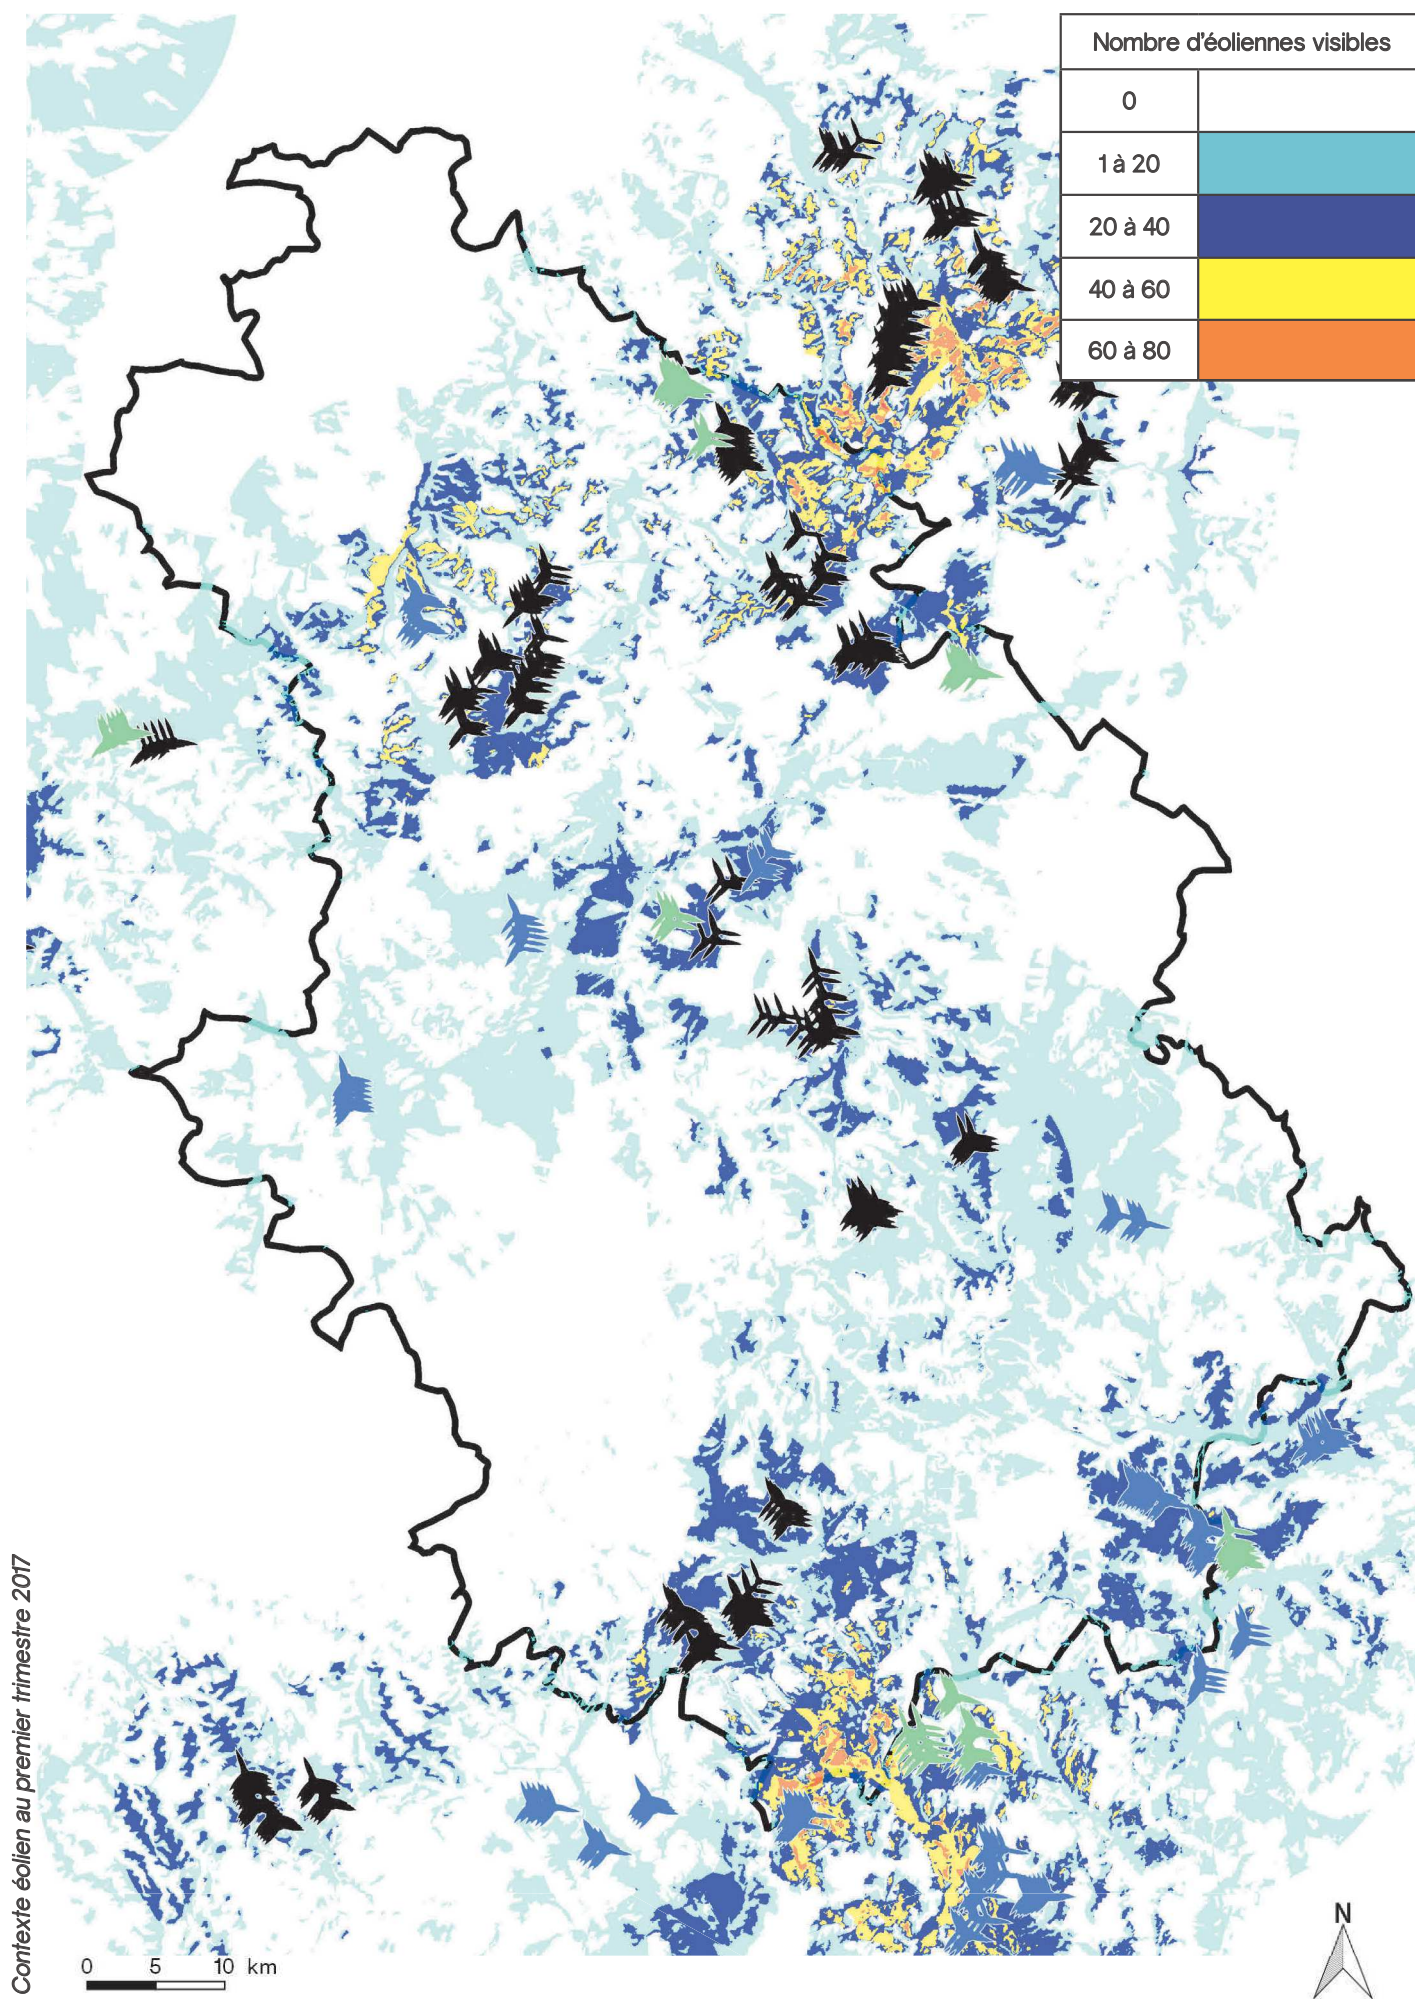 Nombre d'éoliennes visibles
0
1 à 20
20 à 40
40 à 60
60 à 80
Contexte éolien au premier trimestre 2017
0 5 10 km
N